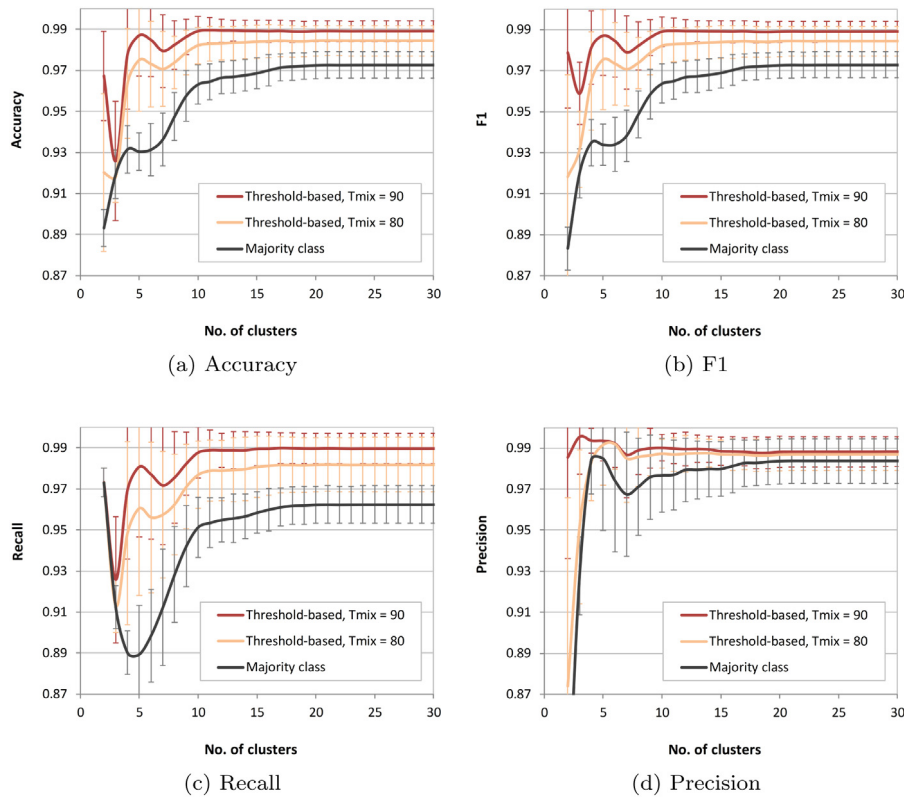 0.99
0.97
0.95
0.93
0.91
0.89
0.87
Accuracy
Threshold-based, Tmix = 90
Threshold-based, Tmix = 80
Majority class
0 5 10 15 20 25 30
No. of clusters
(a) Accuracy
0.99
0.97
0.95
0.93
0.91
0.89
0.87
F1
Threshold-based, Tmix = 90
Threshold-based, Tmix = 80
Majority class
0 5 10 15 20 25 30
No. of clusters
(b) F1
0.99
0.97
0.95
0.93
0.91
0.89
0.87
Recall
Threshold-based, Tmix = 90
Threshold-based, Tmix = 80
Majority class
0 5 10 15 20 25 30
No. of clusters
(c) Recall
0.99
0.97
0.95
0.93
0.91
0.89
0.87
Precision
Threshold-based, Tmix = 90
Threshold-based, Tmix = 80
Majority class
0 5 10 15 20 25 30
No. of clusters
(d) Precision